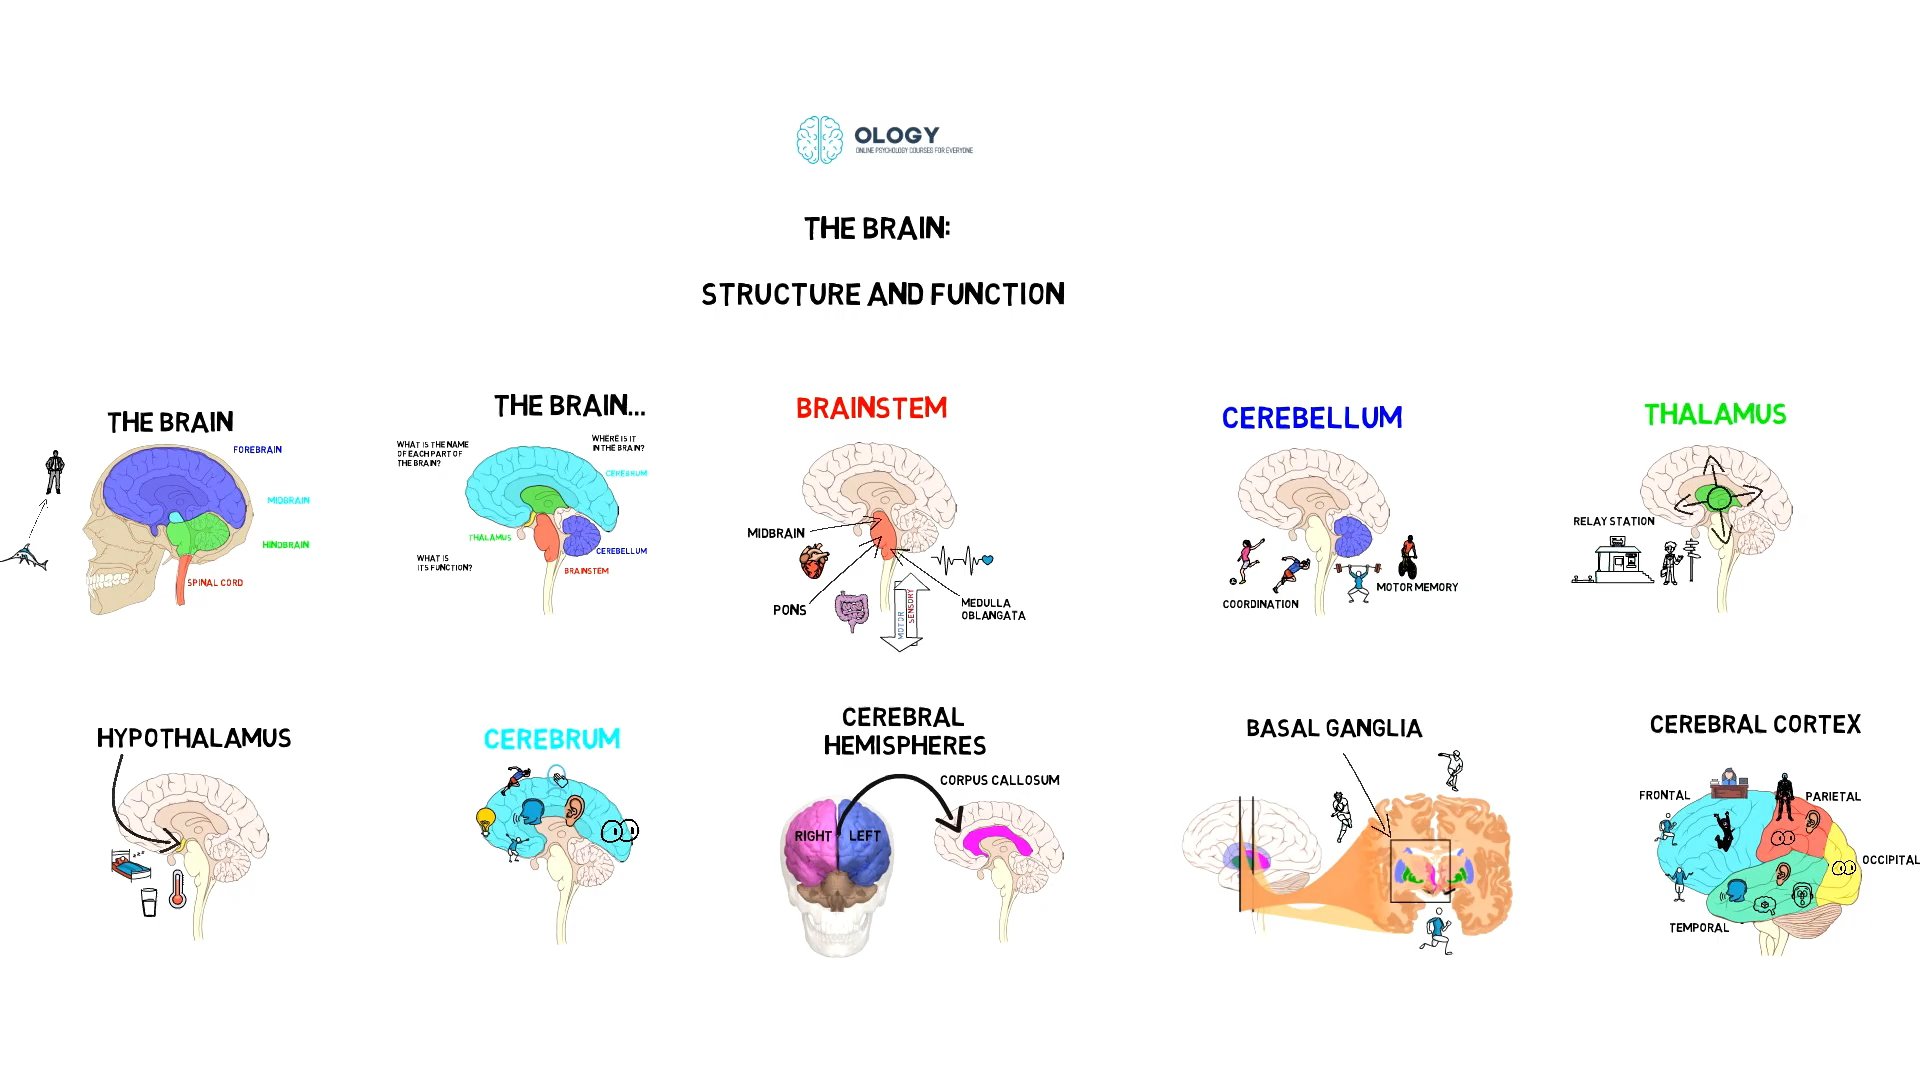 OLOGY
ONLINE PSYCHOLOGY COURSES FOR EVERYONE
THE BRAIN:
STRUCTURE AND FUNCTION
THE BRAIN
FOREBRAIN
MIDBRAIN
HINDBRAIN
SPINAL CORD
THE BRAIN...
WHAT IS THE NAME
OF EACH PART OF
THE BRAIN?
WHERE IS IT
IN THE BRAIN?
CEREBRUM
THALAMUS
CEREBELLUM
WHAT IS
ITS FUNCTION?
BRAINSTEM
BRAINSTEM
MIDBRAIN
PONS
MEDULLA
OBLANGATA
MOTOR
SENSORY
CEREBELLUM
COORDINATION
MOTOR MEMORY
THALAMUS
RELAY STATION
HYPOTHALAMUS
CEREBRUM
CEREBRAL
HEMISPHERES
CORPUS CALLOSUM
RIGHT
LEFT
BASAL GANGLIA
CEREBRAL CORTEX
FRONTAL
PARIETAL
OCCIPITAL
TEMPORAL